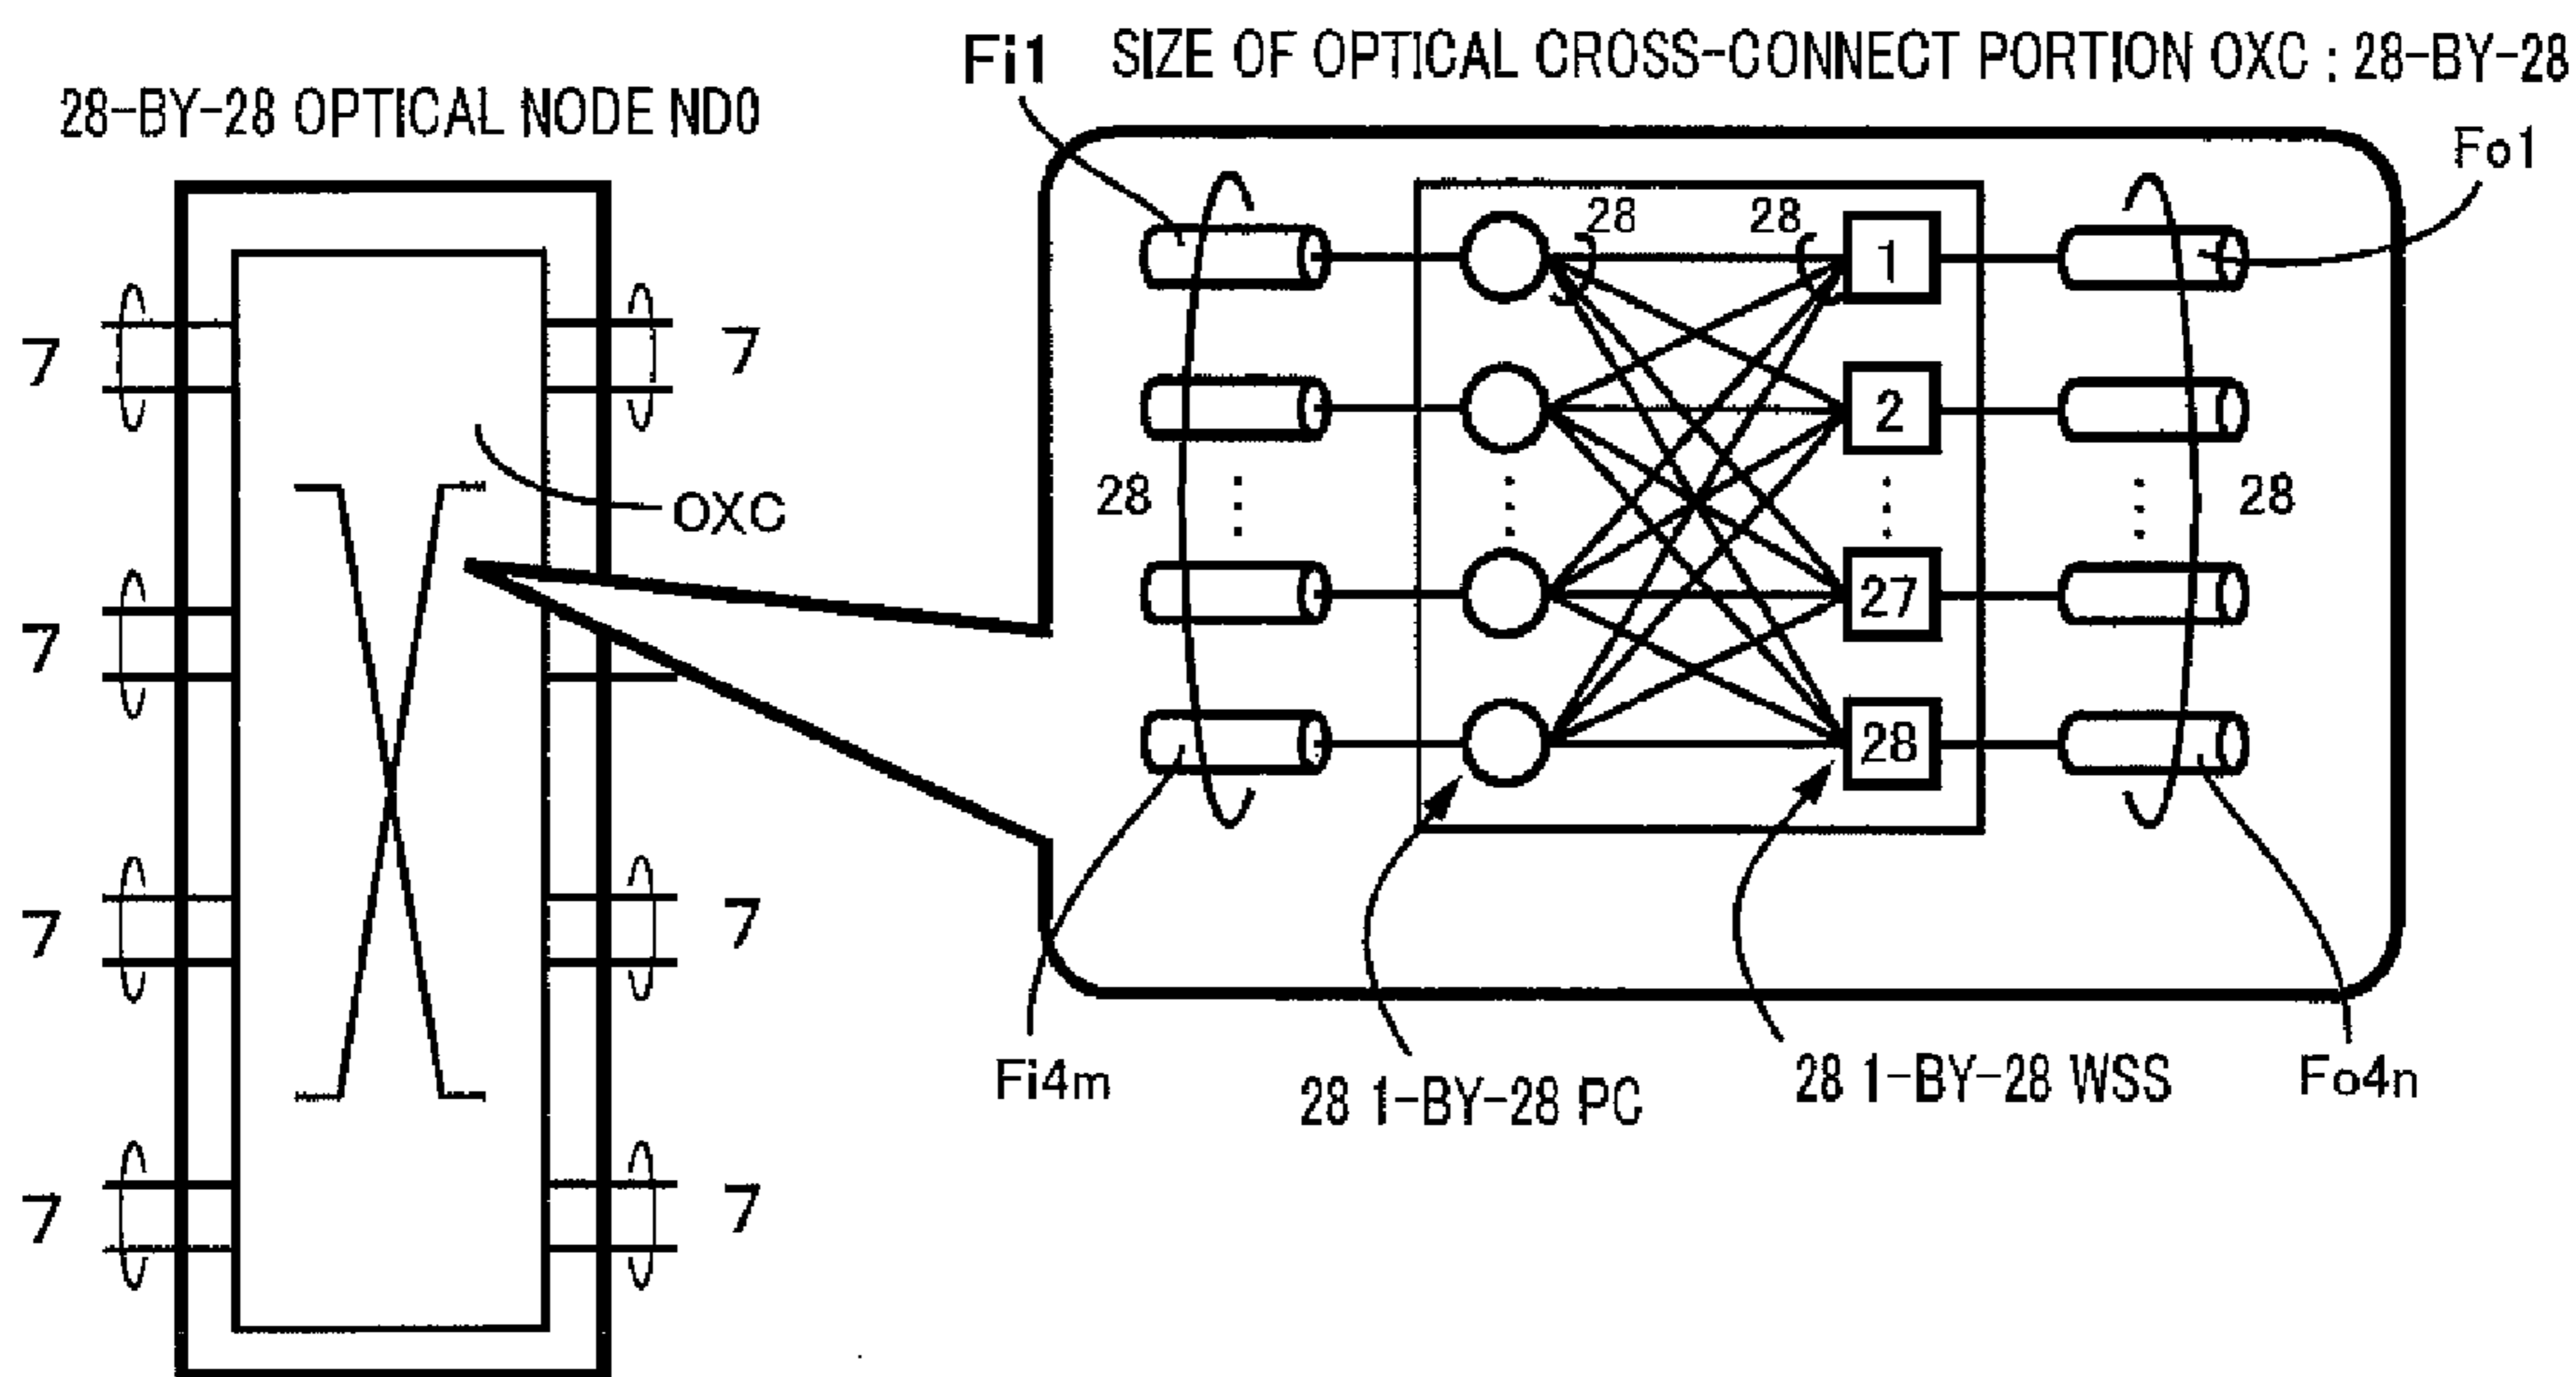 28-BY-28 OPTICAL NODE ND0
7
7
7
7
OXC
7
7
7
Fi1
SIZE OF OPTICAL CROSS-CONNECT PORTION OXC : 28-BY-28
Fo1
28
28
1
2
27
28
28
28
Fi4m
28 1-BY-28 PC
28 1-BY-28 WSS
Fo4n